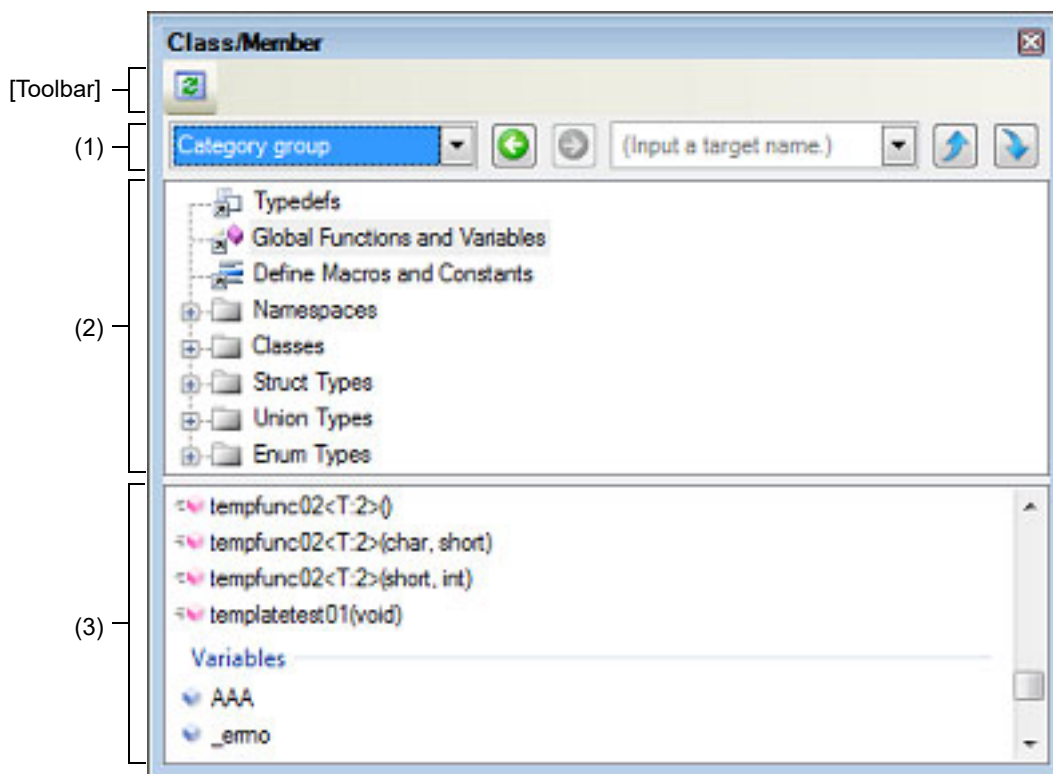 Class/Member
[Toolbar]
(1)
Category group
(Input a target name.)
(2)
Typedefs
Global Functions and Variables
Define Macros and Constants
Namespaces
Classes
Struct Types
Union Types
Enum Types
(3)
tempfunc02<T:2>()
tempfunc02<T:2>(char, short)
tempfunc02<T:2>(short, int)
templatetest01(void)
Variables
AAA
_errno